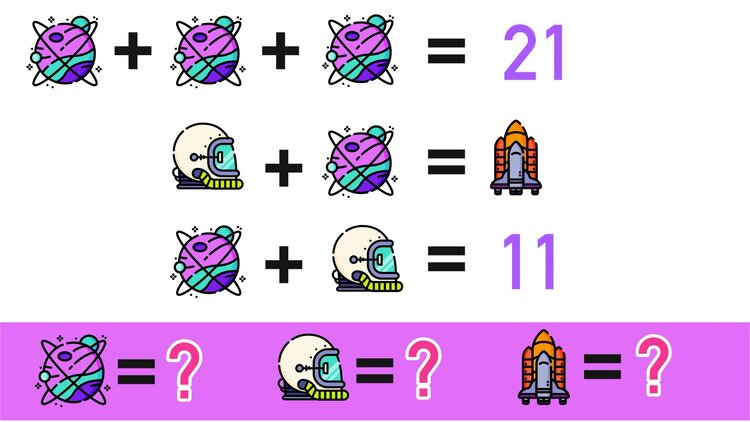 + + = 21
+ =
+ = 11
= ? = ? = ?